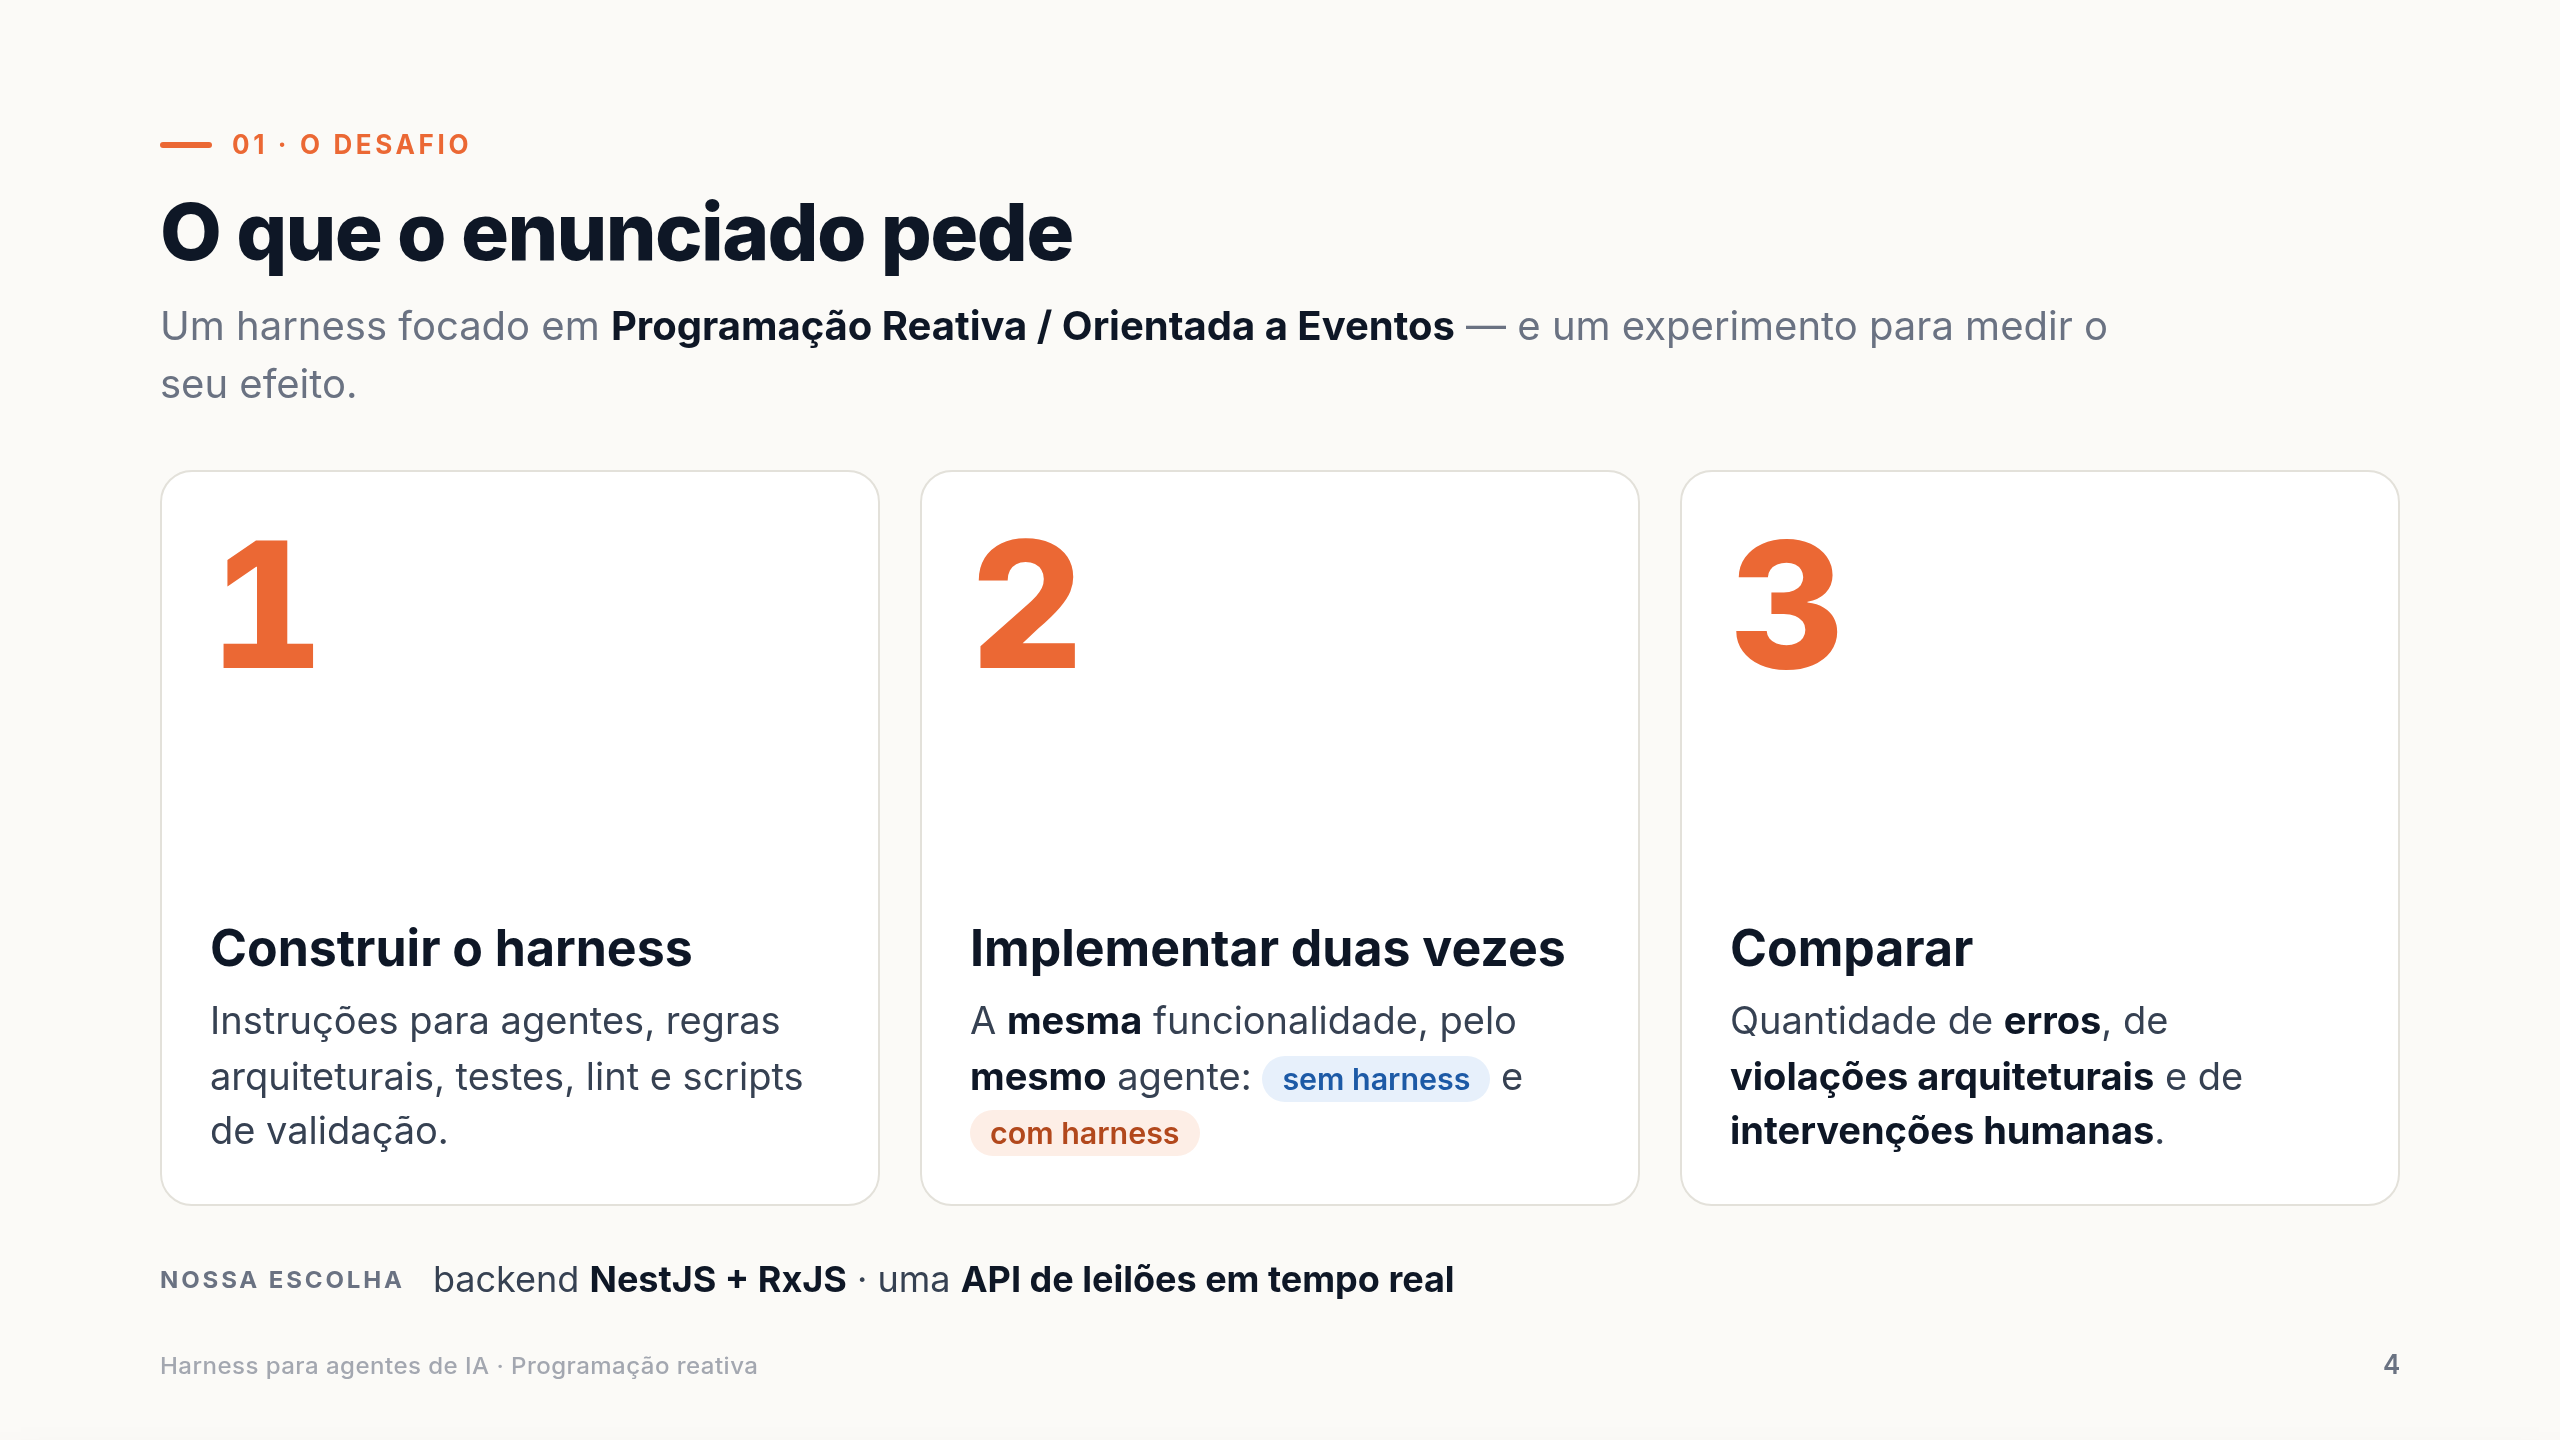 01 · O DESAFIO
O que o enunciado pede
Um harness focado em Programação Reativa / Orientada a Eventos — e um experimento para medir o
seu efeito.
1
Construir o harness
Instruções para agentes, regras
arquiteturais, testes, lint e scripts
de validação.
2
Implementar duas vezes
A mesma funcionalidade, pelo
mesmo agente: sem harness e
com harness
3
Comparar
Quantidade de erros, de
violações arquiteturais e de
intervenções humanas.
NOSSA ESCOLHA backend NestJS + RxJS · uma API de leilões em tempo real
Harness para agentes de IA · Programação reativa
4